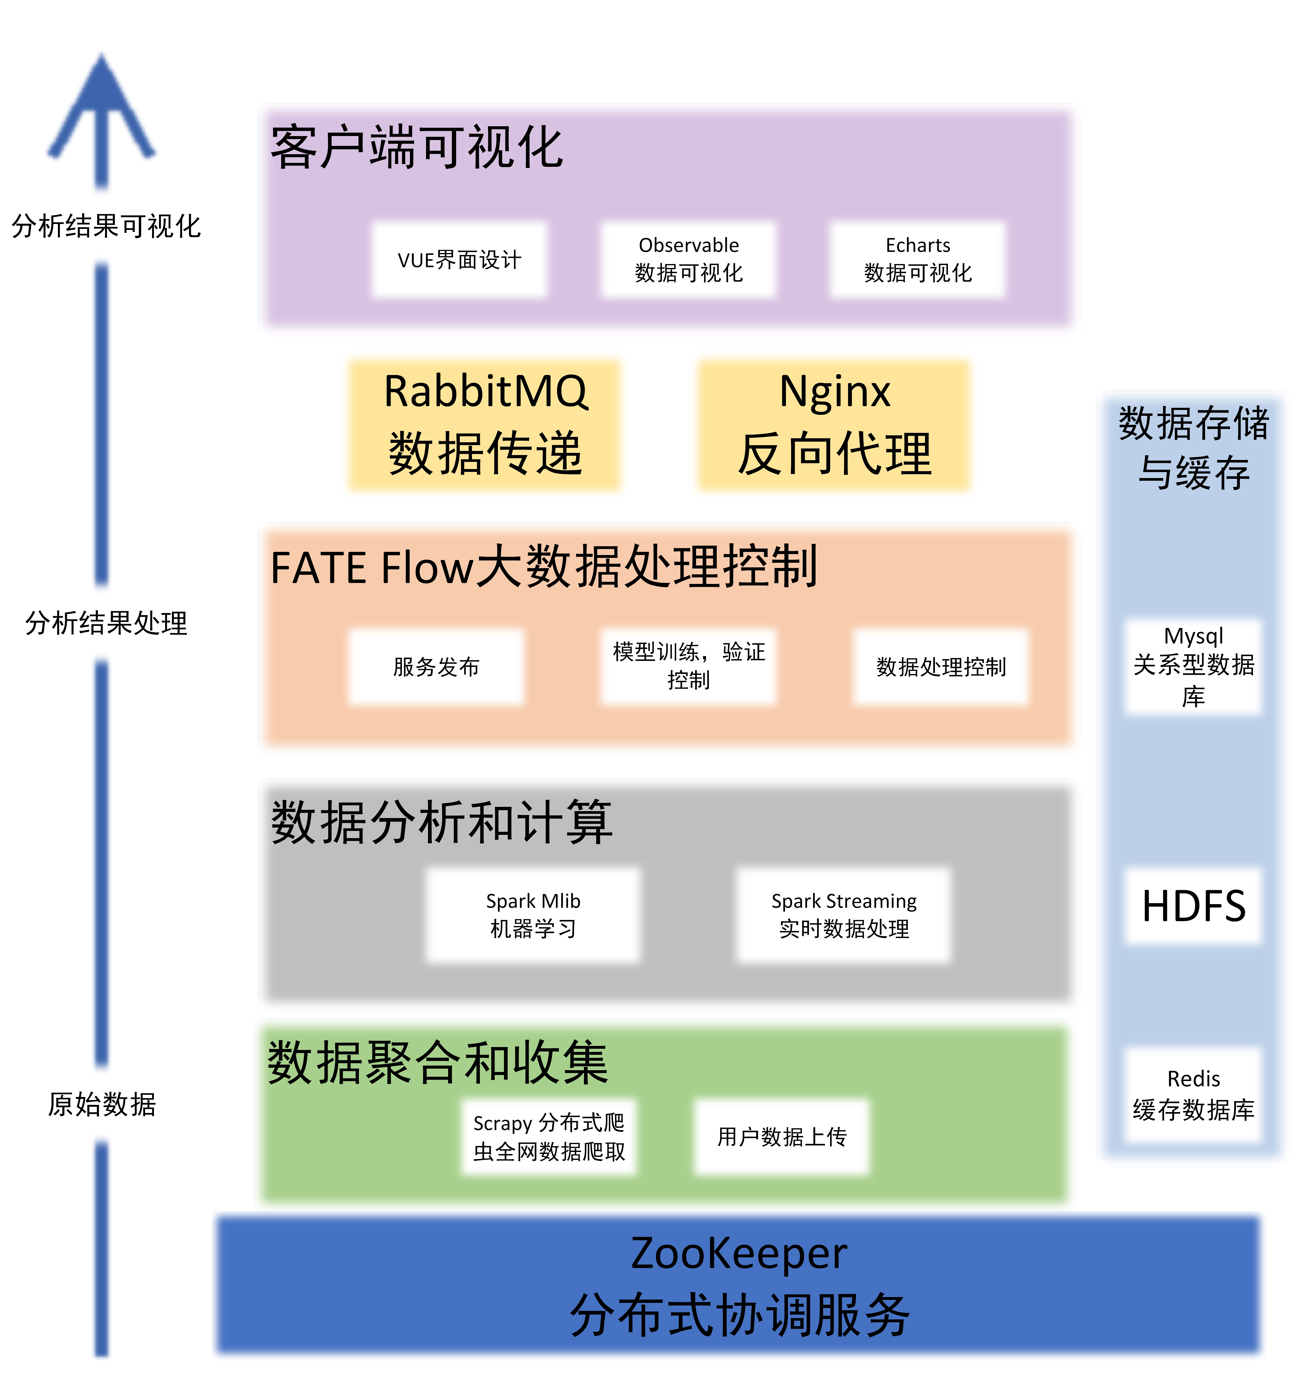 分析结果可视化
分析结果处理
原始数据
客户端可视化
VUE界面设计
Observable
数据可视化
Echarts
数据可视化
RabbitMQ
数据传递
Nginx
反向代理
FATE Flow大数据处理控制
服务发布
模型训练，验证
控制
数据处理控制
数据分析和计算
Spark Mlib
机器学习
Spark Streaming
实时数据处理
数据聚合和收集
Scrapy 分布式爬
虫全网数据爬取
用户数据上传
数据存储
与缓存
Mysql
关系型数据
库
HDFS
Redis
缓存数据库
ZooKeeper
分布式协调服务